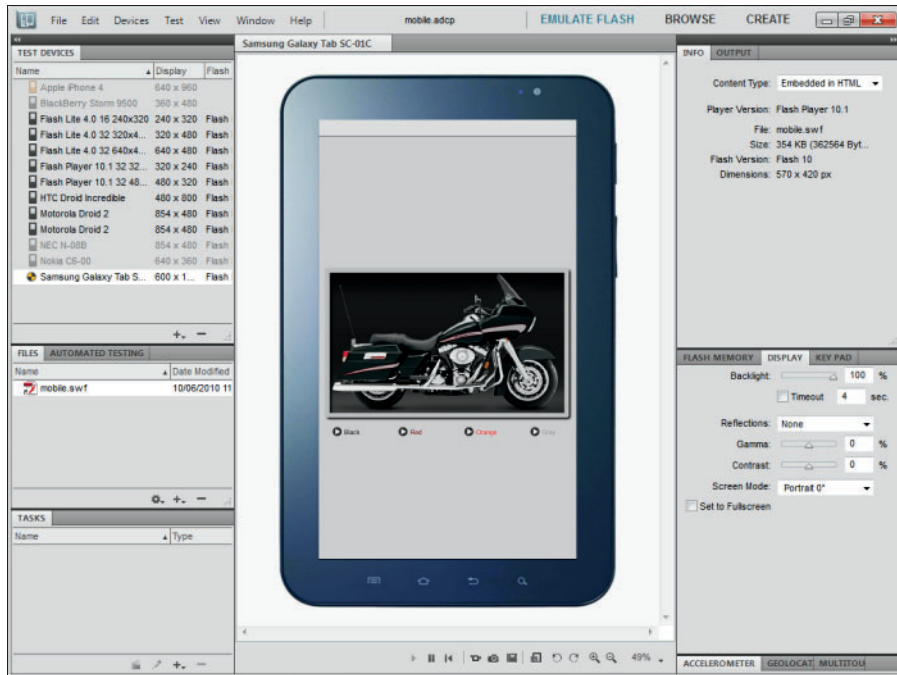 File Edit Devices Test View Window Help mobile.adcp EMULATE FLASH BROWSE CREATE
TEST DEVICES
Name Display Flash
Apple iPhone 4 640 x 960
BlackBerry Storm 9500 360 x 480
Flash Lite 4.0 16 240x320 240 x 320 Flash
Flash Lite 4.0 32 320x4... 320 x 480 Flash
Flash Lite 4.0 32 640x4... 640 x 480 Flash
Flash Player 10.1 32 32... 320 x 240 Flash
Flash Player 10.1 32 48... 480 x 320 Flash
HTC Droid Incredible 480 x 800 Flash
Motorola Droid 2 854 x 480 Flash
Motorola Droid 2 854 x 480 Flash
NEC N-08B 854 x 480 Flash
Nokia C6-00 640 x 360 Flash
Samsung Galaxy Tab S... 600 x 1... Flash
FILES AUTOMATED TESTING
Name Date Modified
mobile.swf 10/06/2010 11
TASKS
Name Type
Samsung Galaxy Tab SC-01C
Black Red Orange Gray
49%
INFO OUTPUT
Content Type: Embedded in HTML
Player Version: Flash Player 10.1
File: mobile.swf
Size: 354 KB (362564 Byt...
Flash Version: Flash 10
Dimensions: 570 x 420 px
FLASH MEMORY DISPLAY KEY PAD
Backlight: 100 %
Timeout 4 sec.
Reflections: None
Gamma: 0 %
Contrast: 0 %
Screen Mode: Portrait 0°
Set to Fullscreen
ACCELEROMETER GEOLOCAT MULTITOU